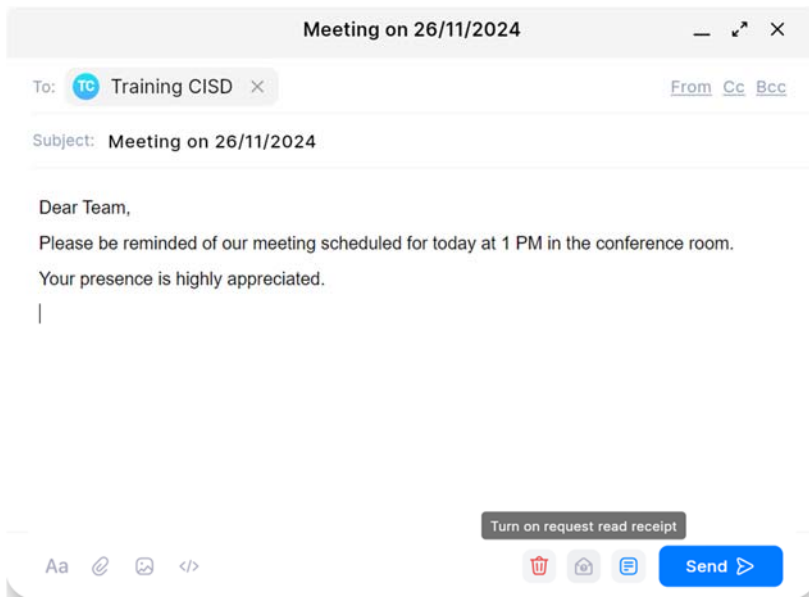 Meeting on 26/11/2024
To: TC Training CISD
From Cc Bcc
Subject: Meeting on 26/11/2024
Dear Team,
Please be reminded of our meeting scheduled for today at 1 PM in the conference room.
Your presence is highly appreciated.
Turn on request read receipt
Aa </> Send